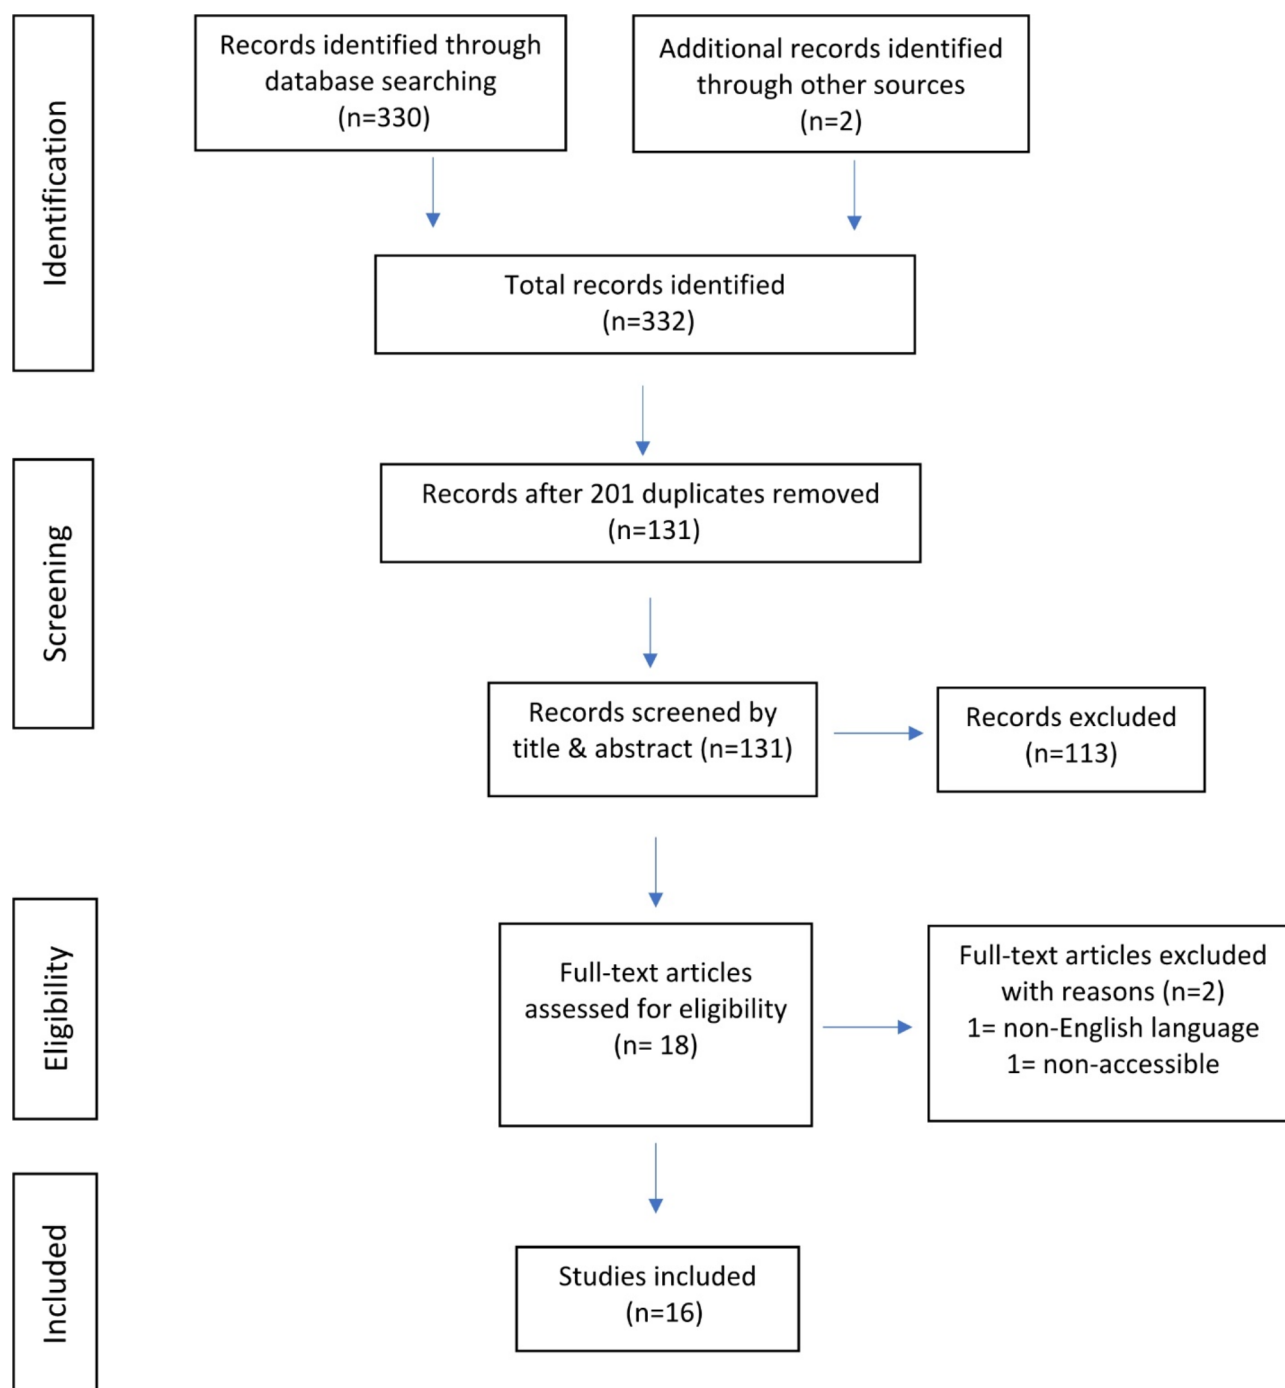 Identification
Records identified through
database searching
(n=330)
Additional records identified
through other sources
(n=2)
Total records identified
(n=332)
Screening
Records after 201 duplicates removed
(n=131)
Records screened by
title & abstract (n=131)
Records excluded
(n=113)
Eligibility
Full-text articles
assessed for eligibility
(n= 18)
Full-text articles excluded
with reasons (n=2)
1= non-English language
1= non-accessible
Included
Studies included
(n=16)